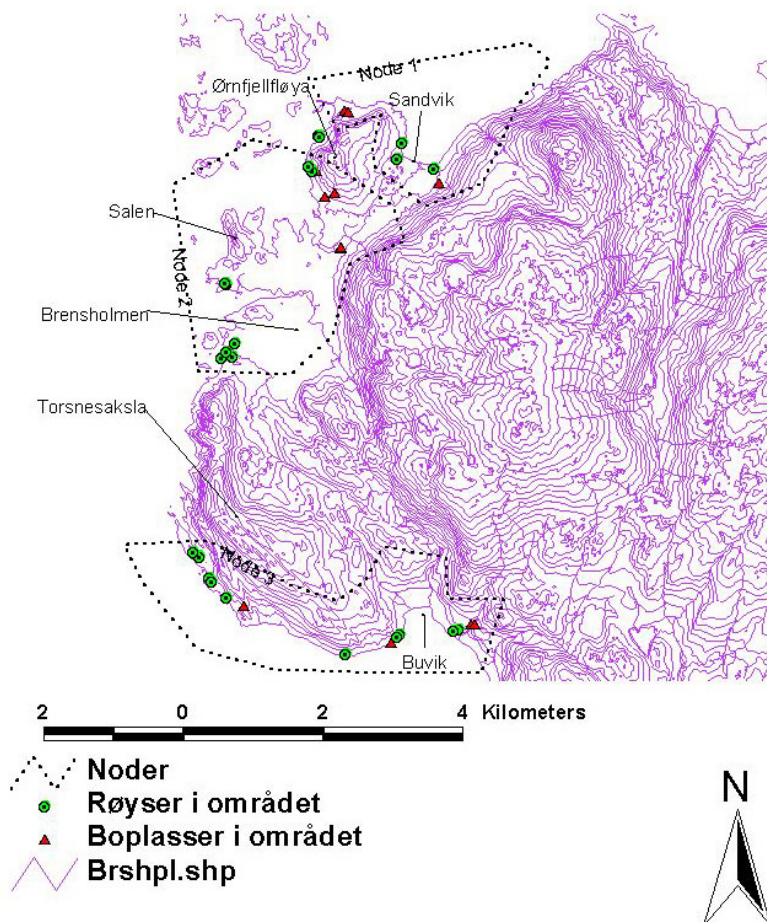 Node 1
Ørnfjellfløya
Sandvik
Salen
Node 2
Brensholmen
Torsnesaksla
Node 3
Buvik
2 0 2 4 Kilometers
Noder
Røyser i området
Boplasser i området
Brshpl.shp
N